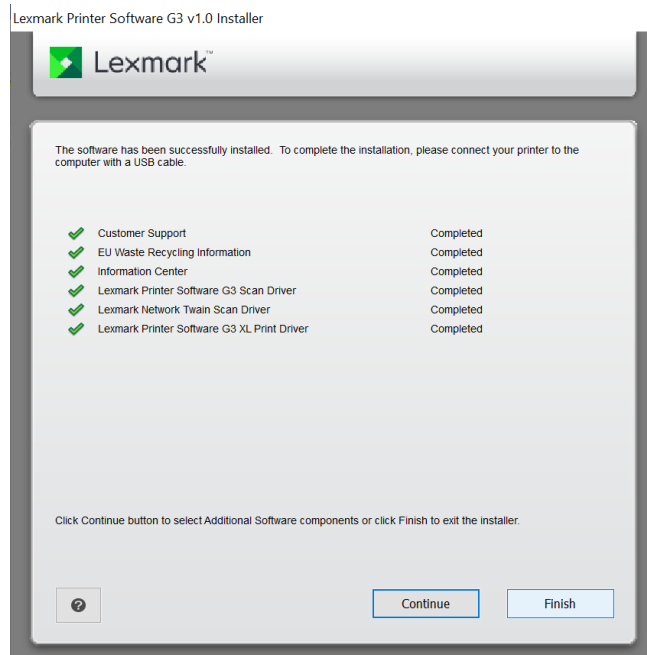 Lexmark Printer Software G3 v1.0 Installer
Lexmark™
The software has been successfully installed.  To complete the installation, please connect your printer to the
computer with a USB cable.
Customer Support Completed
EU Waste Recycling Information Completed
Information Center Completed
Lexmark Printer Software G3 Scan Driver Completed
Lexmark Network Twain Scan Driver Completed
Lexmark Printer Software G3 XL Print Driver Completed
Click Continue button to select Additional Software components or click Finish to exit the installer.
? Continue Finish